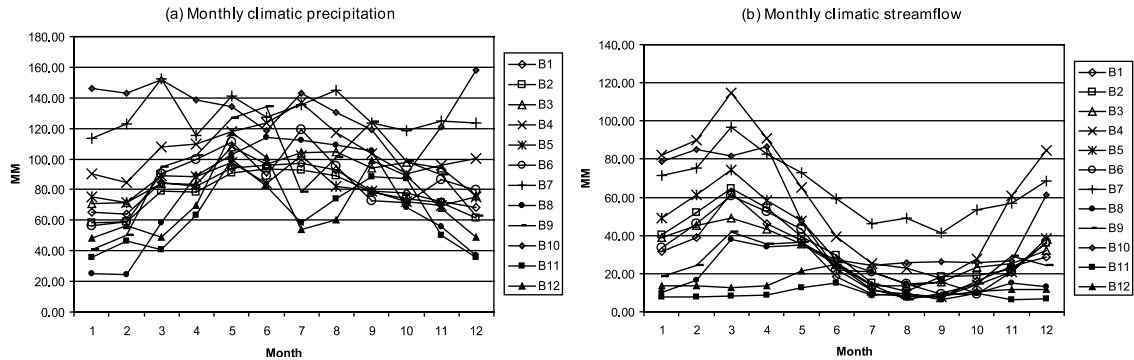 (a) Monthly climatic precipitation
180.00
160.00
140.00
120.00
100.00
80.00
60.00
40.00
20.00
0.00
MM
1 2 3 4 5 6 7 8 9 10 11 12
Month
B1
B2
B3
B4
B5
B6
B7
B8
B9
B10
B11
B12
(b) Monthly climatic streamflow
140.00
120.00
100.00
80.00
60.00
40.00
20.00
0.00
MM
1 2 3 4 5 6 7 8 9 10 11 12
Month
B1
B2
B3
B4
B5
B6
B7
B8
B9
B10
B11
B12